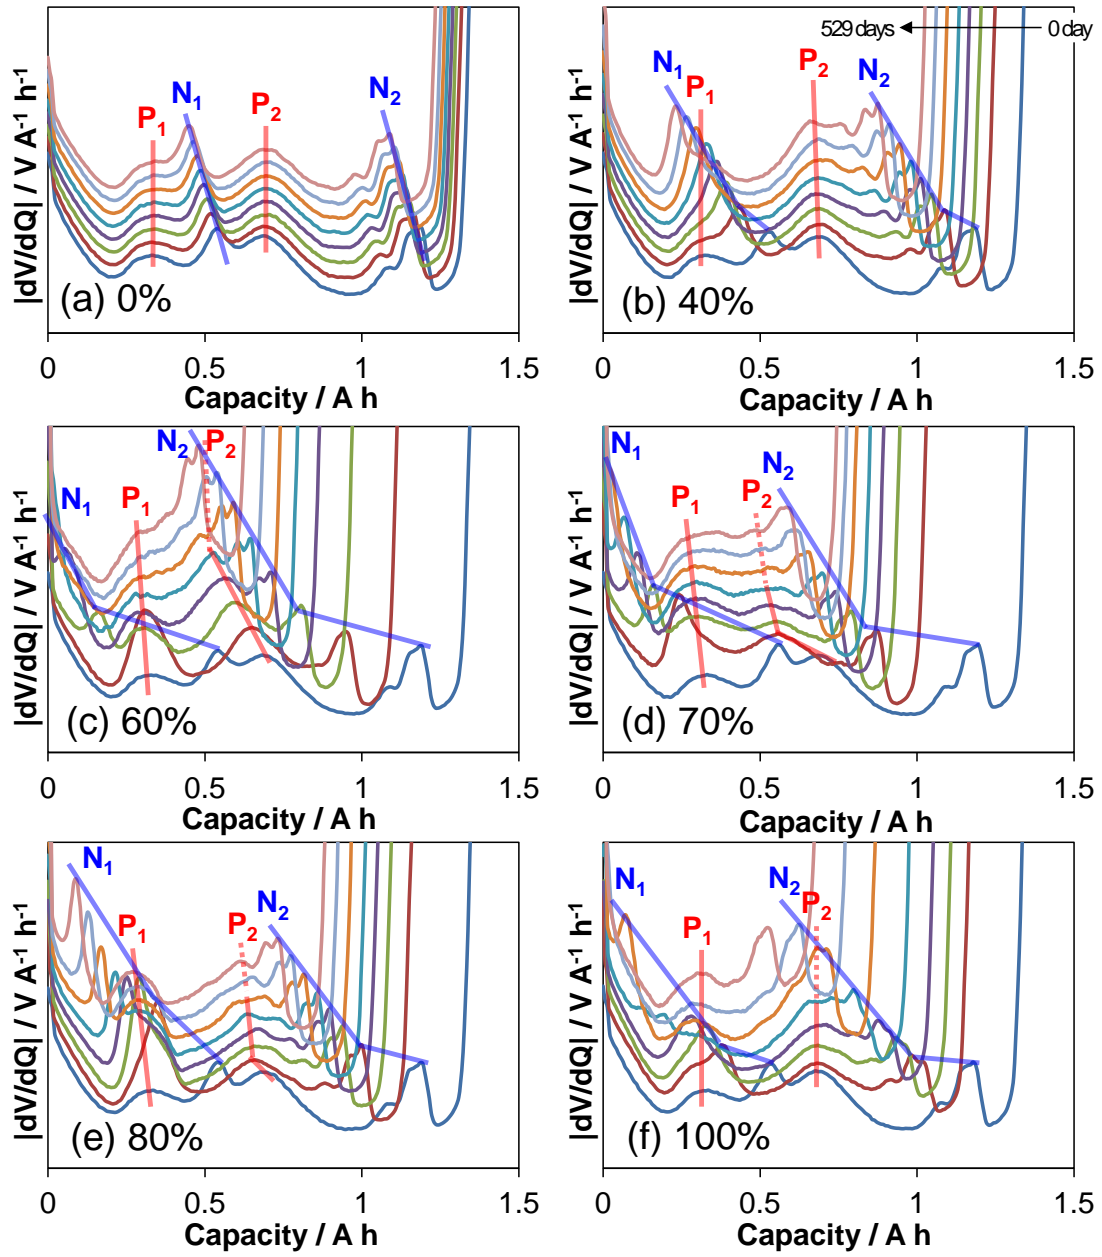 |dV/dQ| / V A⁻¹ h⁻¹
P₁
N₁
P₂
N₂
(a) 0%
0
0.5
1
1.5
Capacity / A h
|dV/dQ| / V A⁻¹ h⁻¹
529 days
0 day
N₁
P₁
P₂
N₂
(b) 40%
0
0.5
1
1.5
Capacity / A h
|dV/dQ| / V A⁻¹ h⁻¹
N₁
P₁
N₂
P₂
(c) 60%
0
0.5
1
1.5
Capacity / A h
|dV/dQ| / V A⁻¹ h⁻¹
N₁
P₁
P₂
N₂
(d) 70%
0
0.5
1
1.5
Capacity / A h
|dV/dQ| / V A⁻¹ h⁻¹
N₁
P₁
P₂
N₂
(e) 80%
0
0.5
1
1.5
Capacity / A h
|dV/dQ| / V A⁻¹ h⁻¹
N₁
P₁
N₂
P₂
(f) 100%
0
0.5
1
1.5
Capacity / A h